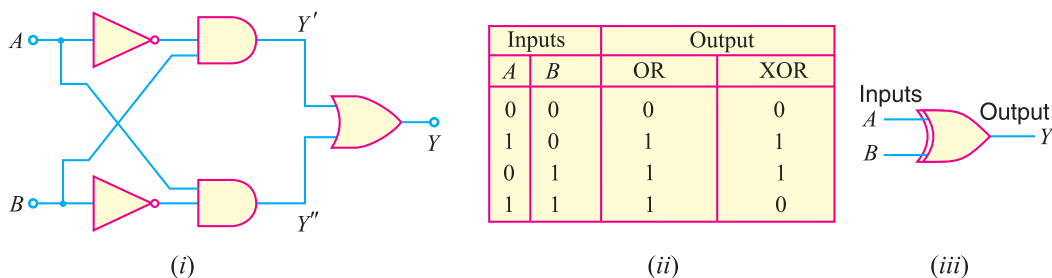 A
B
Y′
Y″
Y
(i)
Inputs Output
A B OR XOR
0 0 0 0
1 0 1 1
0 1 1 1
1 1 1 0
(ii)
Inputs
A
B
Output
Y
(iii)